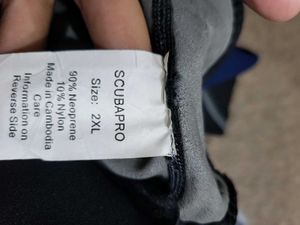 SCUBAPRO
Size: 2XL
90% Neoprene
10% Nylon
Made in Cambodia
Care
Information on
Reverse Side